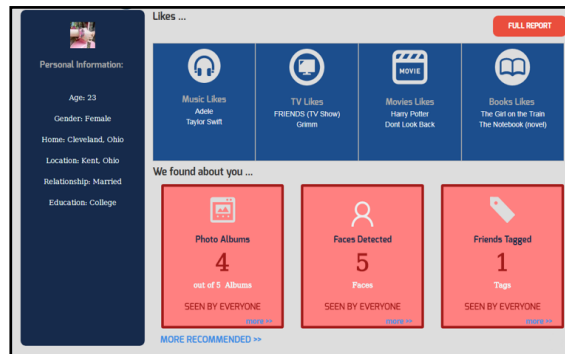 Likes ...
FULL REPORT
Personal Information:
Age: 23
Gender: Female
Home: Cleveland, Ohio
Location: Kent, Ohio
Relationship: Married
Education: College
Music Likes
Adele
Taylor Swift
TV Likes
FRIENDS (TV Show)
Grimm
MOVIE
Movies Likes
Harry Potter
Dont Look Back
Books Likes
The Girl on the Train
The Notebook (novel)
We found about you ...
Photo Albums
4
out of 5 Albums
SEEN BY EVERYONE
more >>
Faces Detected
5
Faces
SEEN BY EVERYONE
more >>
Friends Tagged
1
Tags
SEEN BY EVERYONE
more >>
MORE RECOMMENDED >>